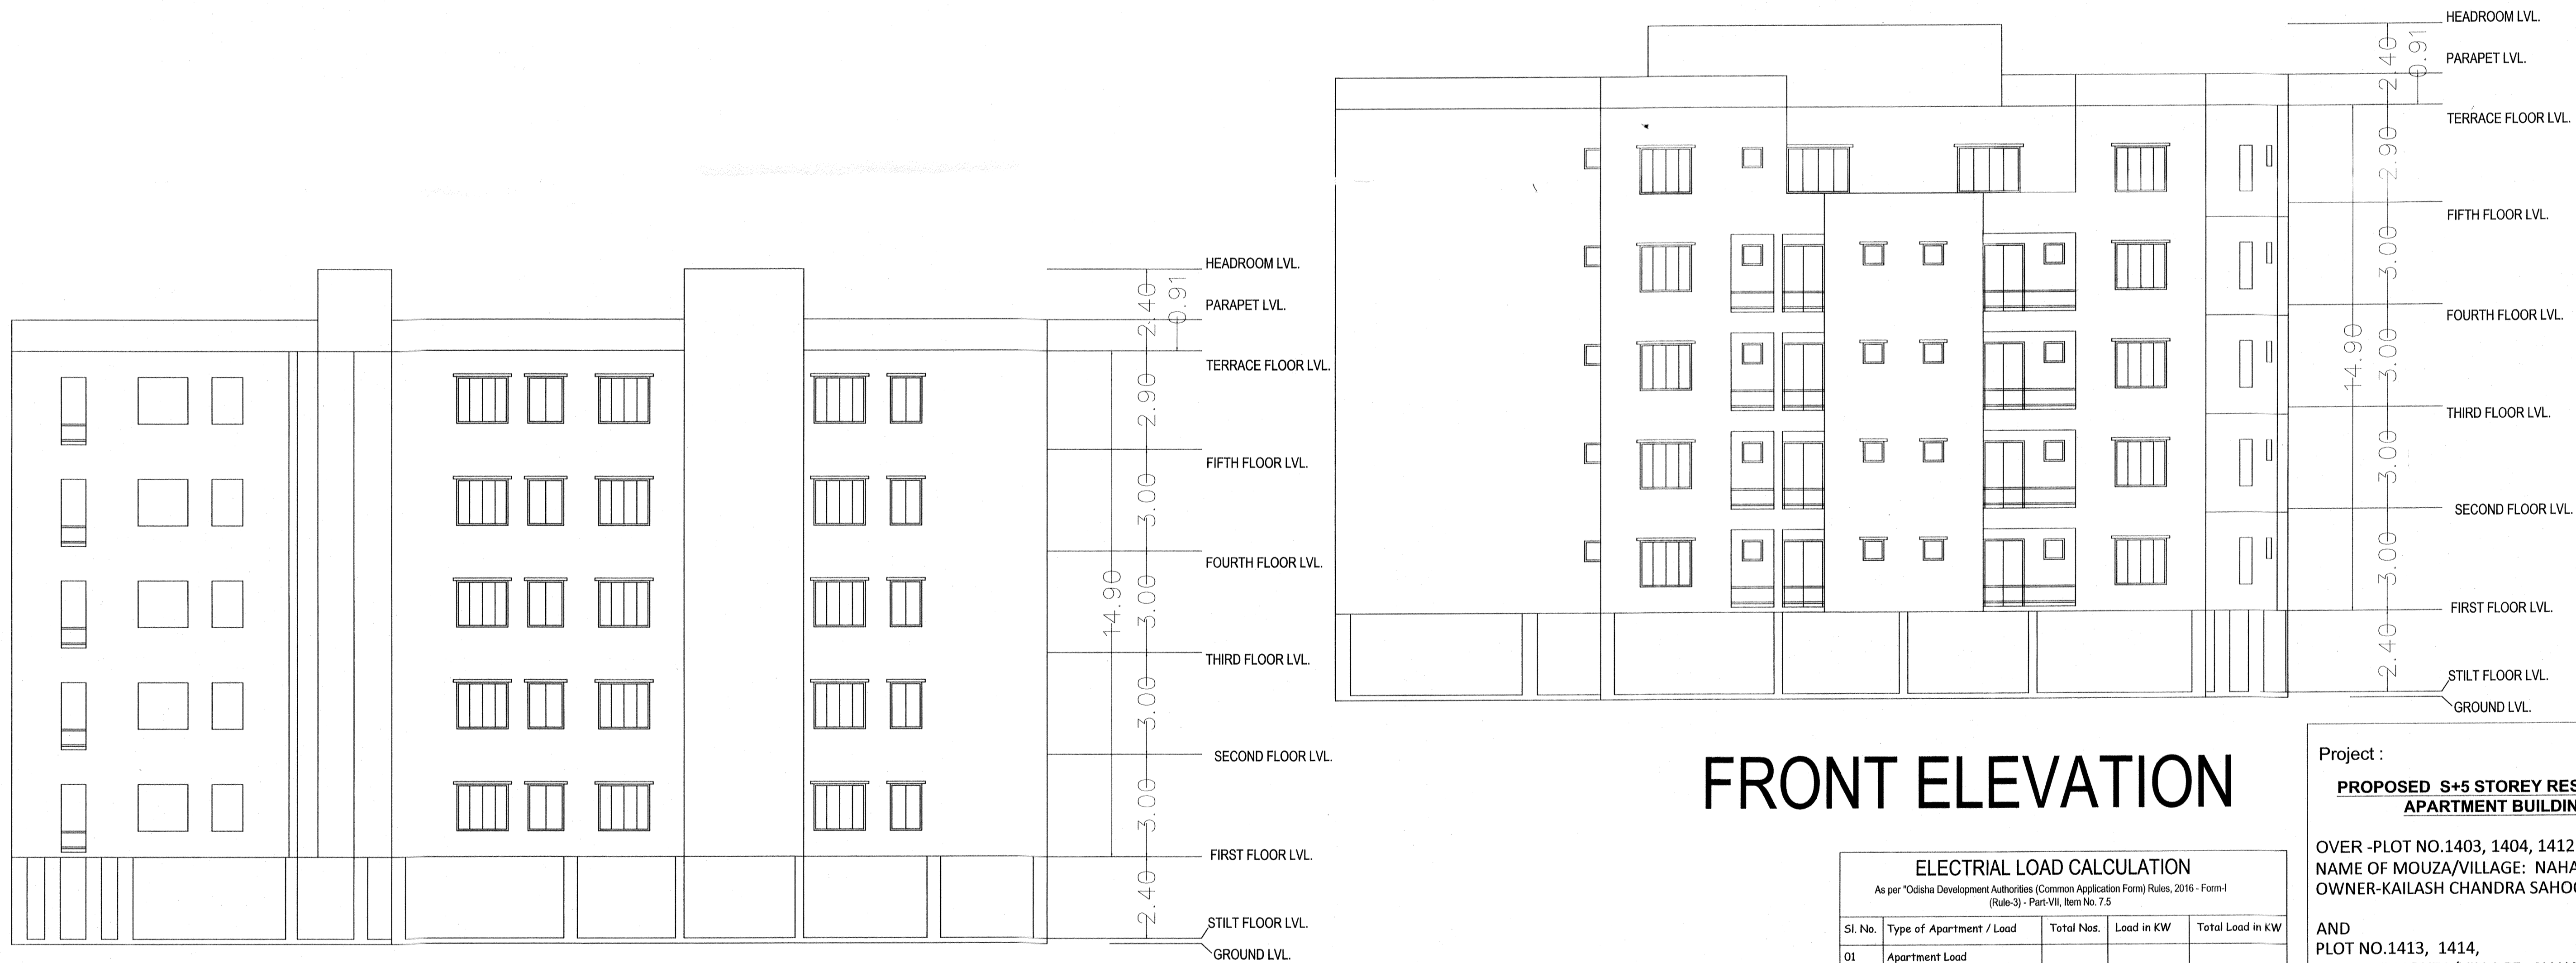 HEADROOM LVL.
2.40
0.91
PARAPET LVL.
TERRACE FLOOR LVL.
2.90
FIFTH FLOOR LVL.
3.00
FOURTH FLOOR LVL.
14.90
3.00
THIRD FLOOR LVL.
3.00
SECOND FLOOR LVL.
3.00
FIRST FLOOR LVL.
2.40
STILT FLOOR LVL.
GROUND LVL.
HEADROOM LVL.
2.40
0.91
PARAPET LVL.
TERRACE FLOOR LVL.
2.90
FIFTH FLOOR LVL.
3.00
FOURTH FLOOR LVL.
14.90
3.00
THIRD FLOOR LVL.
3.00
SECOND FLOOR LVL.
3.00
FIRST FLOOR LVL.
2.40
STILT FLOOR LVL.
GROUND LVL.
FRONT ELEVATION
ELECTRIAL LOAD CALCULATION
As per "Odisha Development Authorities (Common Application Form) Rules, 2016 - Form-I
(Rule-3) - Part-VII, Item No. 7.5
Sl. No. Type of Apartment / Load Total Nos. Load in KW Total Load in KW
01 Apartment Load
Project :
PROPOSED S+5 STOREY RES
APARTMENT BUILDIN
OVER -PLOT NO.1403, 1404, 1412
NAME OF MOUZA/VILLAGE: NAHA
OWNER-KAILASH CHANDRA SAHO
AND
PLOT NO.1413, 1414,